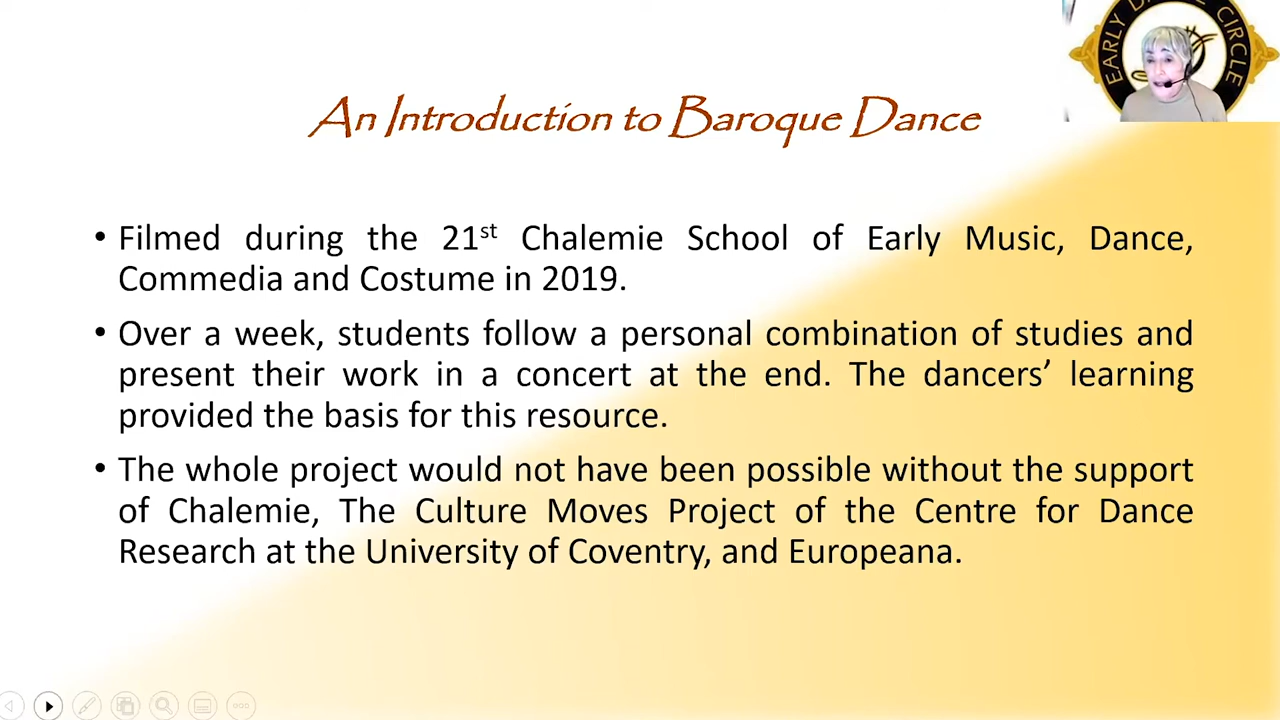 EARLY DANCE CIRCLE
An Introduction to Baroque Dance
• Filmed during the 21st Chalemie School of Early Music, Dance,
Commedia and Costume in 2019.
• Over a week, students follow a personal combination of studies and
present their work in a concert at the end. The dancers’ learning
provided the basis for this resource.
• The whole project would not have been possible without the support
of Chalemie, The Culture Moves Project of the Centre for Dance
Research at the University of Coventry, and Europeana.